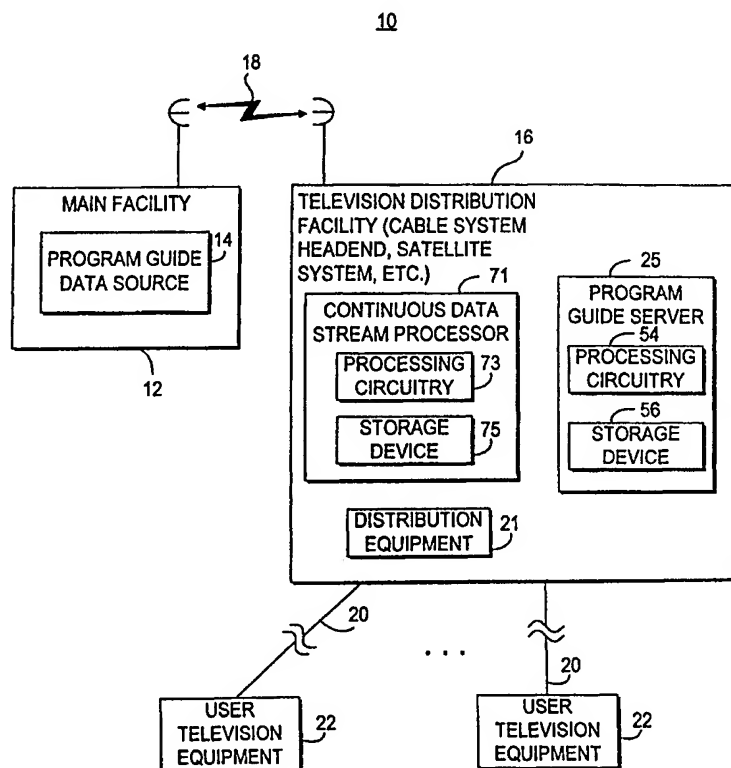 10
18
16
MAIN FACILITY
PROGRAM GUIDE
DATA SOURCE
14
12
TELEVISION DISTRIBUTION
FACILITY (CABLE SYSTEM
HEADEND, SATELLITE
SYSTEM, ETC.)
71
CONTINUOUS DATA
STREAM PROCESSOR
PROCESSING
CIRCUITRY
73
STORAGE
DEVICE
75
25
PROGRAM
GUIDE SERVER
54
PROCESSING
CIRCUITRY
56
STORAGE
DEVICE
DISTRIBUTION
EQUIPMENT
21
20
...
20
USER
TELEVISION
EQUIPMENT
22
USER
TELEVISION
EQUIPMENT
22